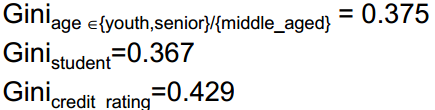 Giniage ∈{youth,senior}/{middle_aged} = 0.375
Ginistudent=0.367
Ginicredit_rating=0.429